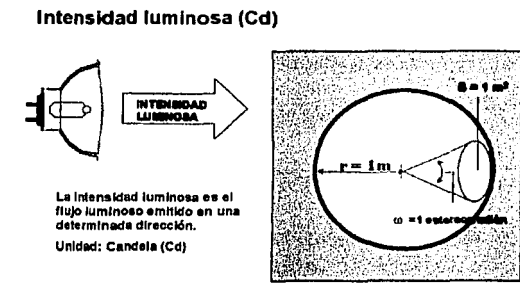 Intensidad luminosa (Cd)
INTENSIDAD
LUMINOSA
S = 1 m²
r = 1m
ω = 1 estereorradián
La intensidad luminosa es el
flujo luminoso emitido en una
determinada dirección.
Unidad: Candela (Cd)